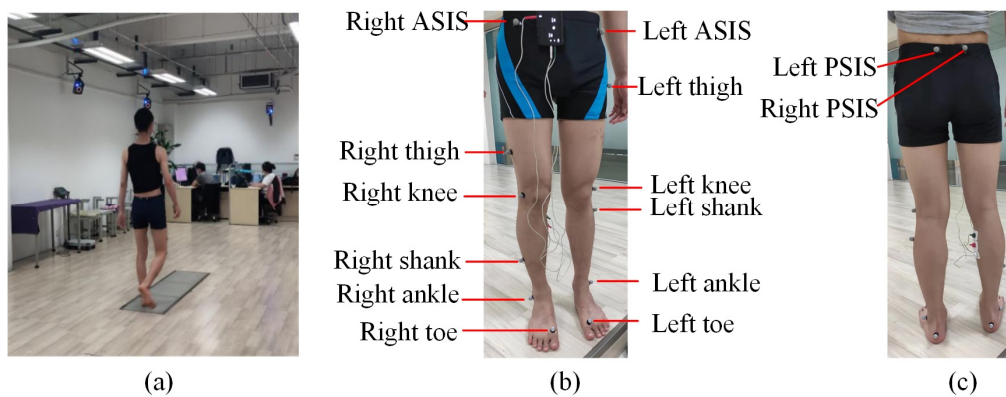 Right ASIS
Left ASIS
Left thigh
Right thigh
Right knee
Left knee
Left shank
Right shank
Left ankle
Right ankle
Right toe
Left toe
Left PSIS
Right PSIS
(a)
(b)
(c)